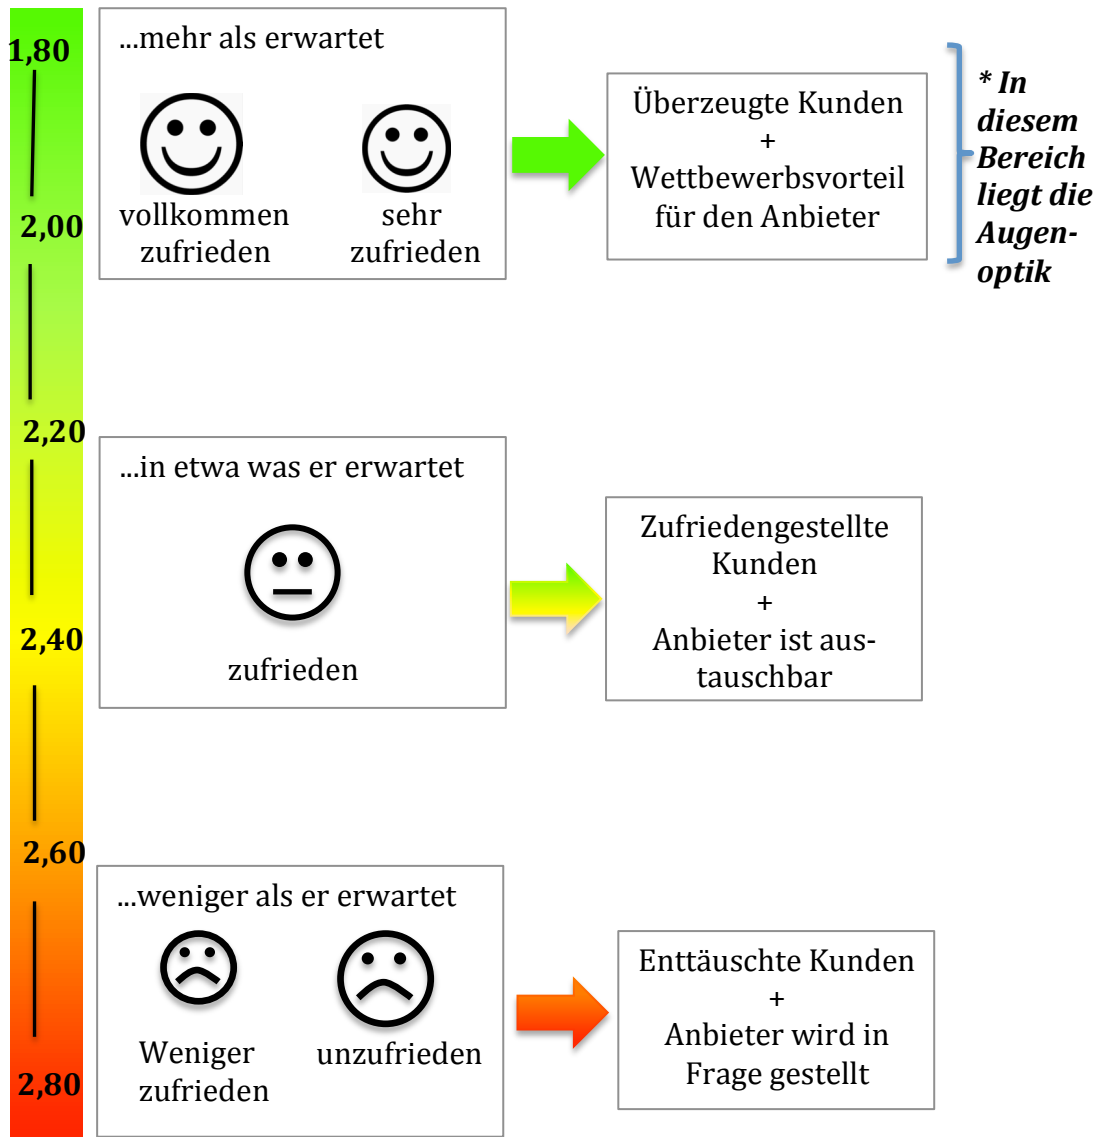 1,80
2,00
2,20
2,40
2,60
2,80
...mehr als erwartet
vollkommen
zufrieden
sehr
zufrieden
Überzeugte Kunden
+
Wettbewerbsvorteil
für den Anbieter
* In
diesem
Bereich
liegt die
Augen-
optik
...in etwa was er erwartet
zufrieden
Zufriedengestellte
Kunden
+
Anbieter ist aus-
tauschbar
...weniger als er erwartet
Weniger
zufrieden
unzufrieden
Enttäuschte Kunden
+
Anbieter wird in
Frage gestellt